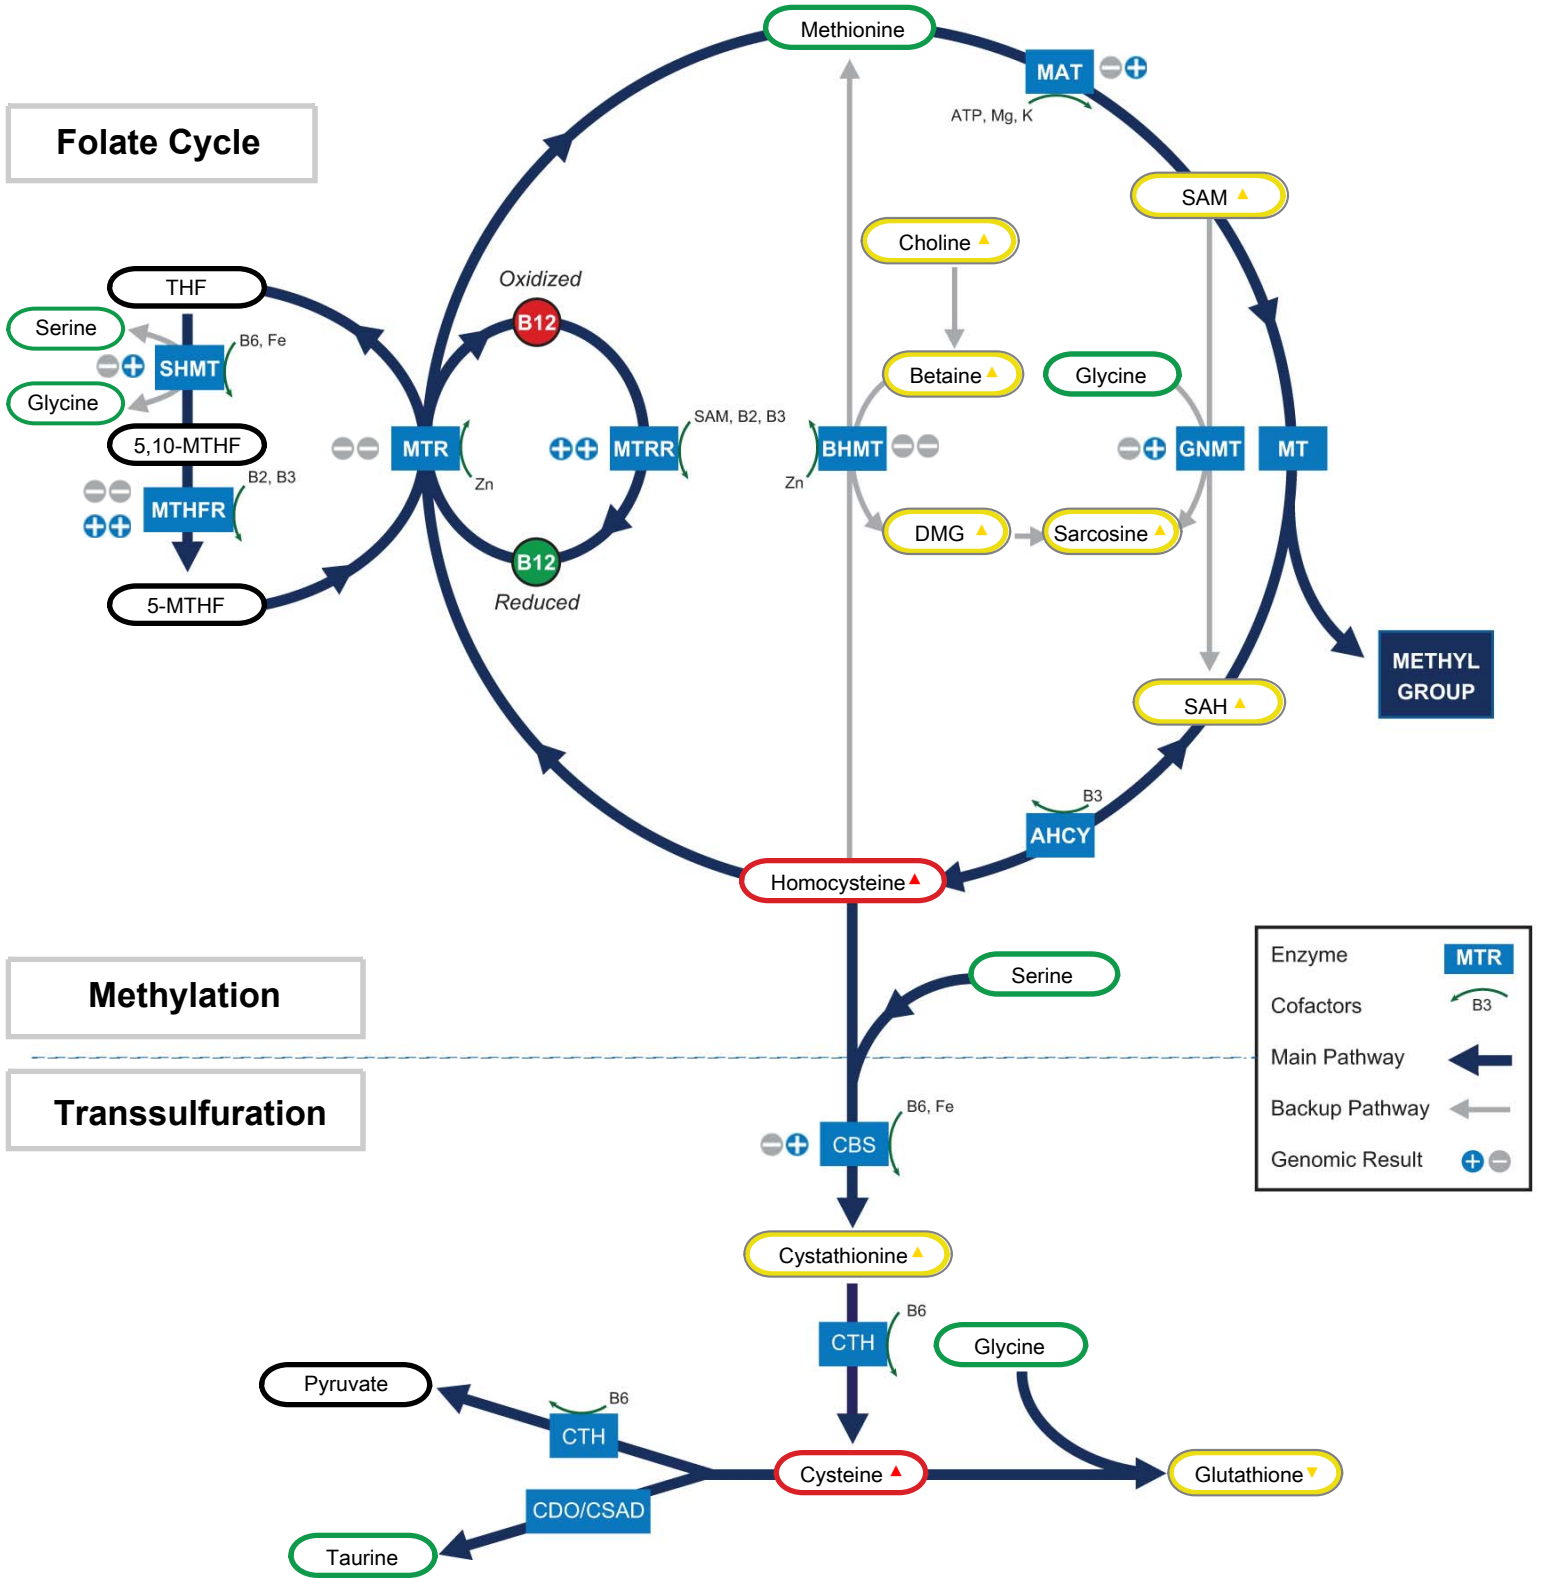 Methionine
MAT
ATP, Mg, K
Folate Cycle
SAM
Choline
Oxidized
B12
THF
Serine
B6, Fe
SHMT
Glycine
5,10-MTHF
B2, B3
MTHFR
5-MTHF
MTR
Zn
SAM, B2, B3
MTRR
B12
Reduced
Betaine
Glycine
BHMT
Zn
GNMT
MT
DMG
Sarcosine
METHYL
GROUP
SAH
B3
AHCY
Homocysteine
Methylation
Serine
Transsulfuration
B6, Fe
CBS
Cystathionine
B6
CTH
Glycine
Pyruvate
B6
CTH
Cysteine
Glutathione
CDO/CSAD
Taurine
Enzyme
MTR
Cofactors
B3
Main Pathway
Backup Pathway
Genomic Result